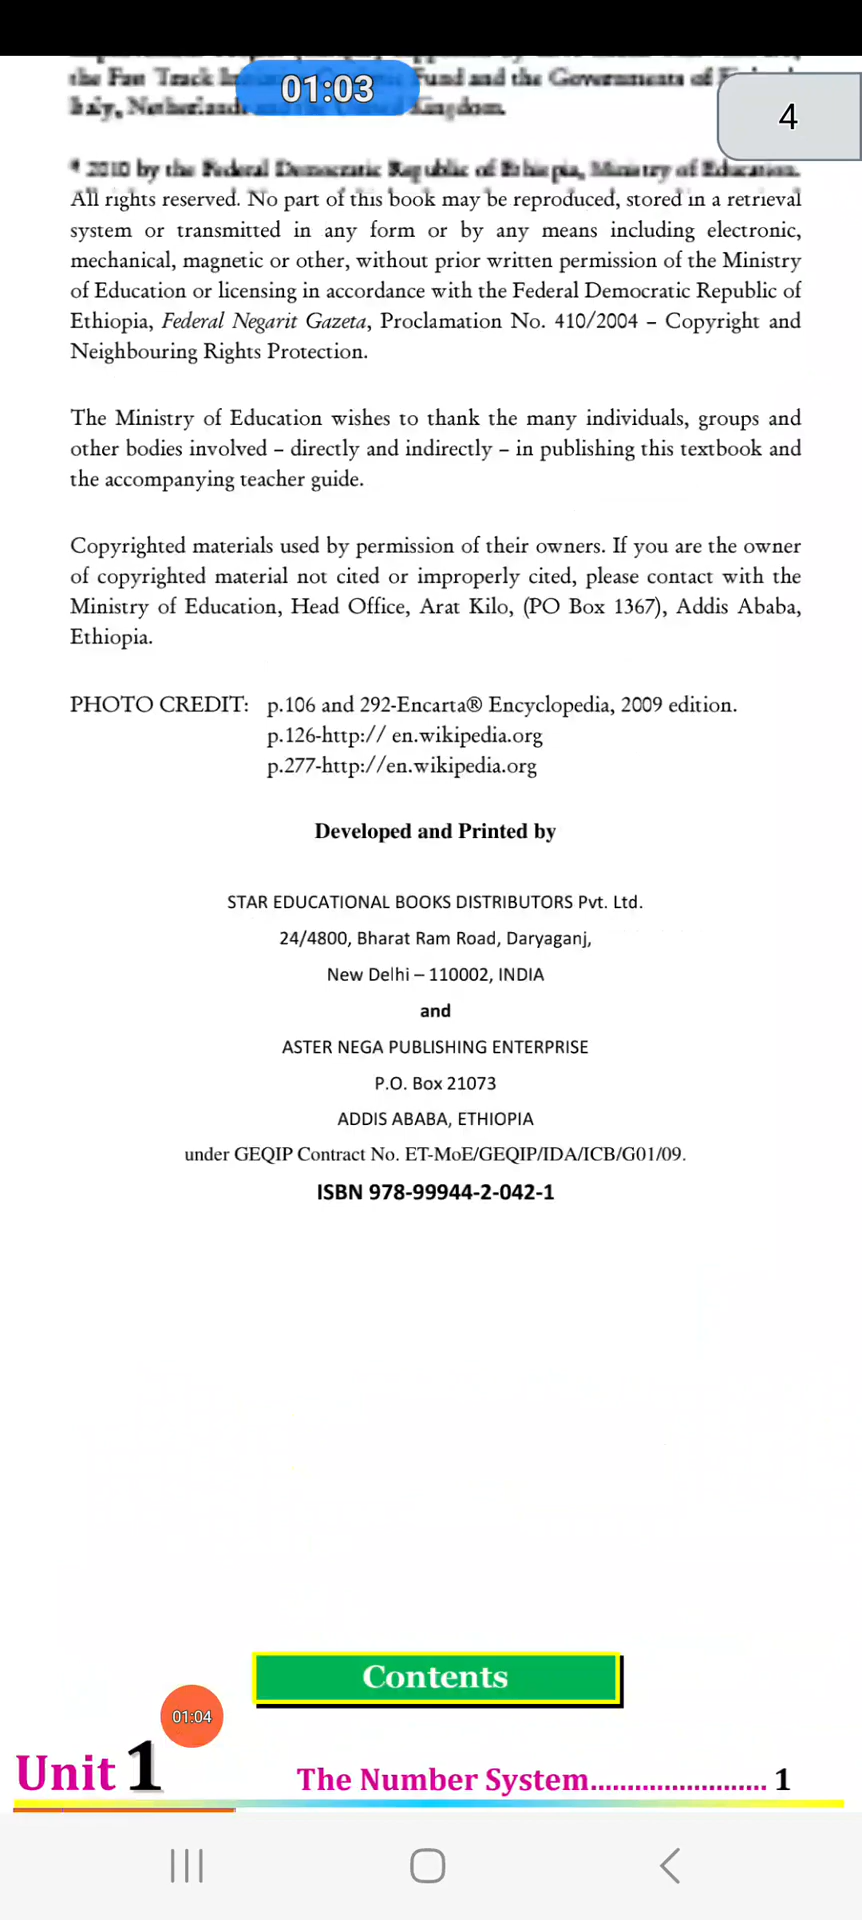 the Fast Track Fund and the Governments of
Italy, Netherlands Kingdom.
01:03
4
2010 by the Federal Democratic Republic of Ethiopia, Ministry of Education.
All rights reserved. No part of this book may be reproduced, stored in a retrieval
system or transmitted in any form or by any means including electronic,
mechanical, magnetic or other, without prior written permission of the Ministry
of Education or licensing in accordance with the Federal Democratic Republic of
Ethiopia, Federal Negarit Gazeta, Proclamation No. 410/2004 – Copyright and
Neighbouring Rights Protection.
The Ministry of Education wishes to thank the many individuals, groups and
other bodies involved – directly and indirectly – in publishing this textbook and
the accompanying teacher guide.
Copyrighted materials used by permission of their owners. If you are the owner
of copyrighted material not cited or improperly cited, please contact with the
Ministry of Education, Head Office, Arat Kilo, (PO Box 1367), Addis Ababa,
Ethiopia.
PHOTO CREDIT: p.106 and 292-Encarta® Encyclopedia, 2009 edition.
p.126-http:// en.wikipedia.org
p.277-http://en.wikipedia.org
Developed and Printed by
STAR EDUCATIONAL BOOKS DISTRIBUTORS Pvt. Ltd.
24/4800, Bharat Ram Road, Daryaganj,
New Delhi – 110002, INDIA
and
ASTER NEGA PUBLISHING ENTERPRISE
P.O. Box 21073
ADDIS ABABA, ETHIOPIA
under GEQIP Contract No. ET-MoE/GEQIP/IDA/ICB/G01/09.
ISBN 978-99944-2-042-1
Contents
01:04
Unit 1 The Number System........................ 1